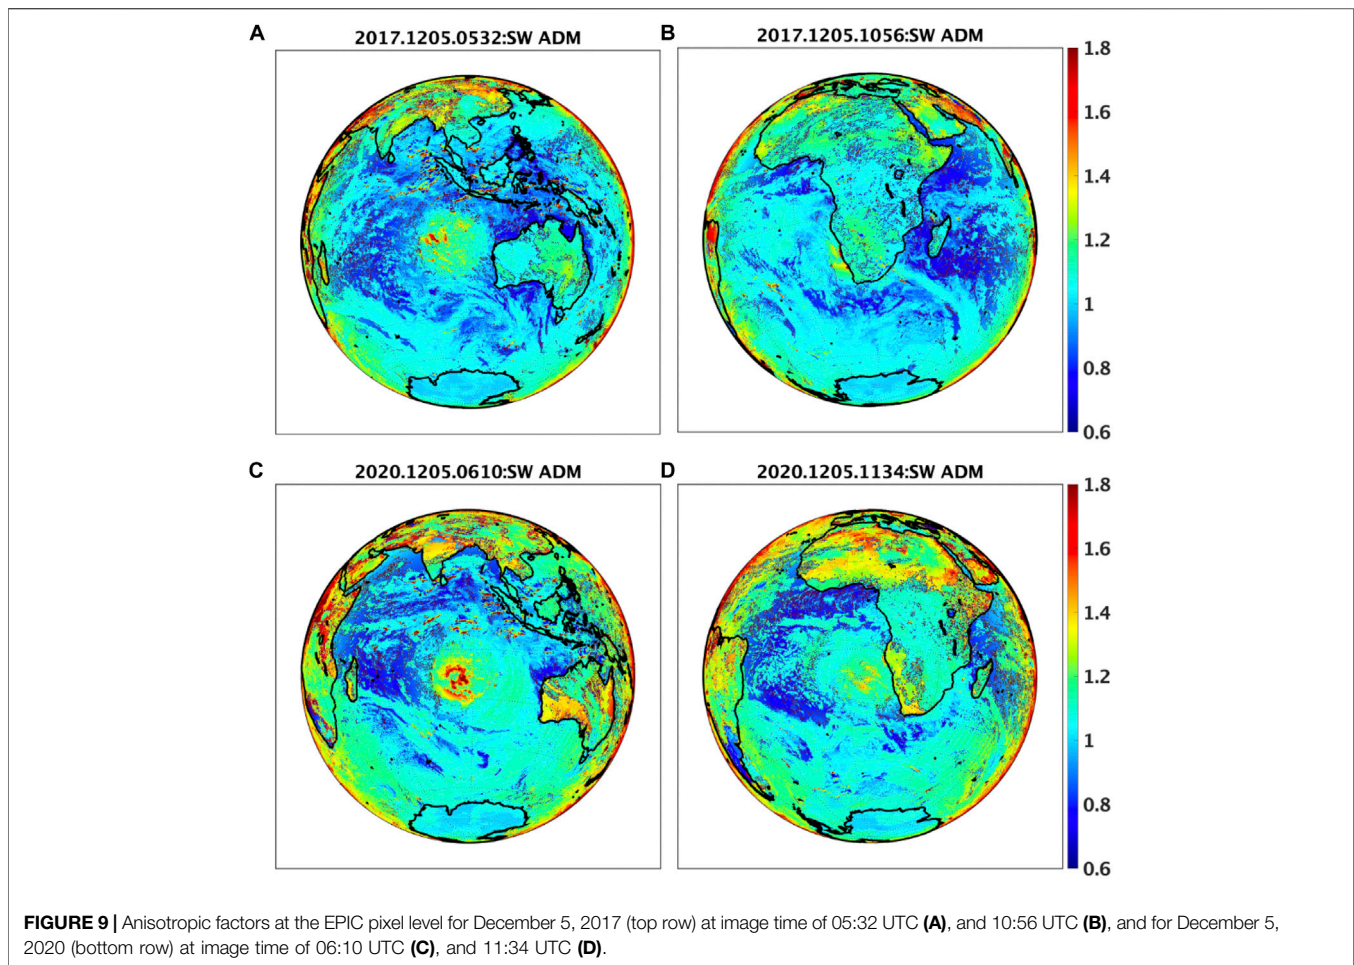 A
2017.1205.0532:SW ADM
B
2017.1205.1056:SW ADM
1.8
1.6
1.4
1.2
1
0.8
0.6
C
2020.1205.0610:SW ADM
D
2020.1205.1134:SW ADM
1.8
1.6
1.4
1.2
1
0.8
0.6
FIGURE 9 | Anisotropic factors at the EPIC pixel level for December 5, 2017 (top row) at image time of 05:32 UTC (A), and 10:56 UTC (B), and for December 5,
2020 (bottom row) at image time of 06:10 UTC (C), and 11:34 UTC (D).